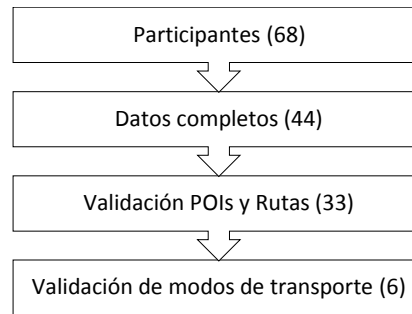 Participantes (68)
Datos completos (44)
Validación POIs y Rutas (33)
Validación de modos de transporte (6)